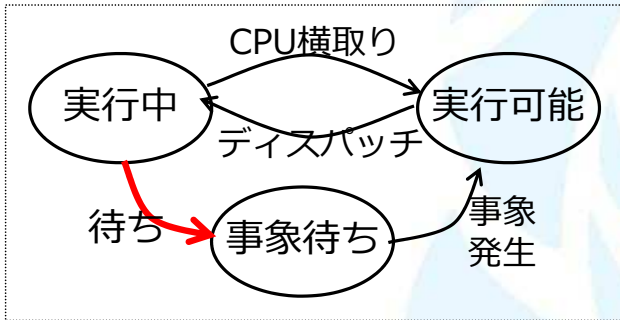 CPU横取り
実行中
実行可能
ディスパッチ
待ち
事象待ち
事象
発生